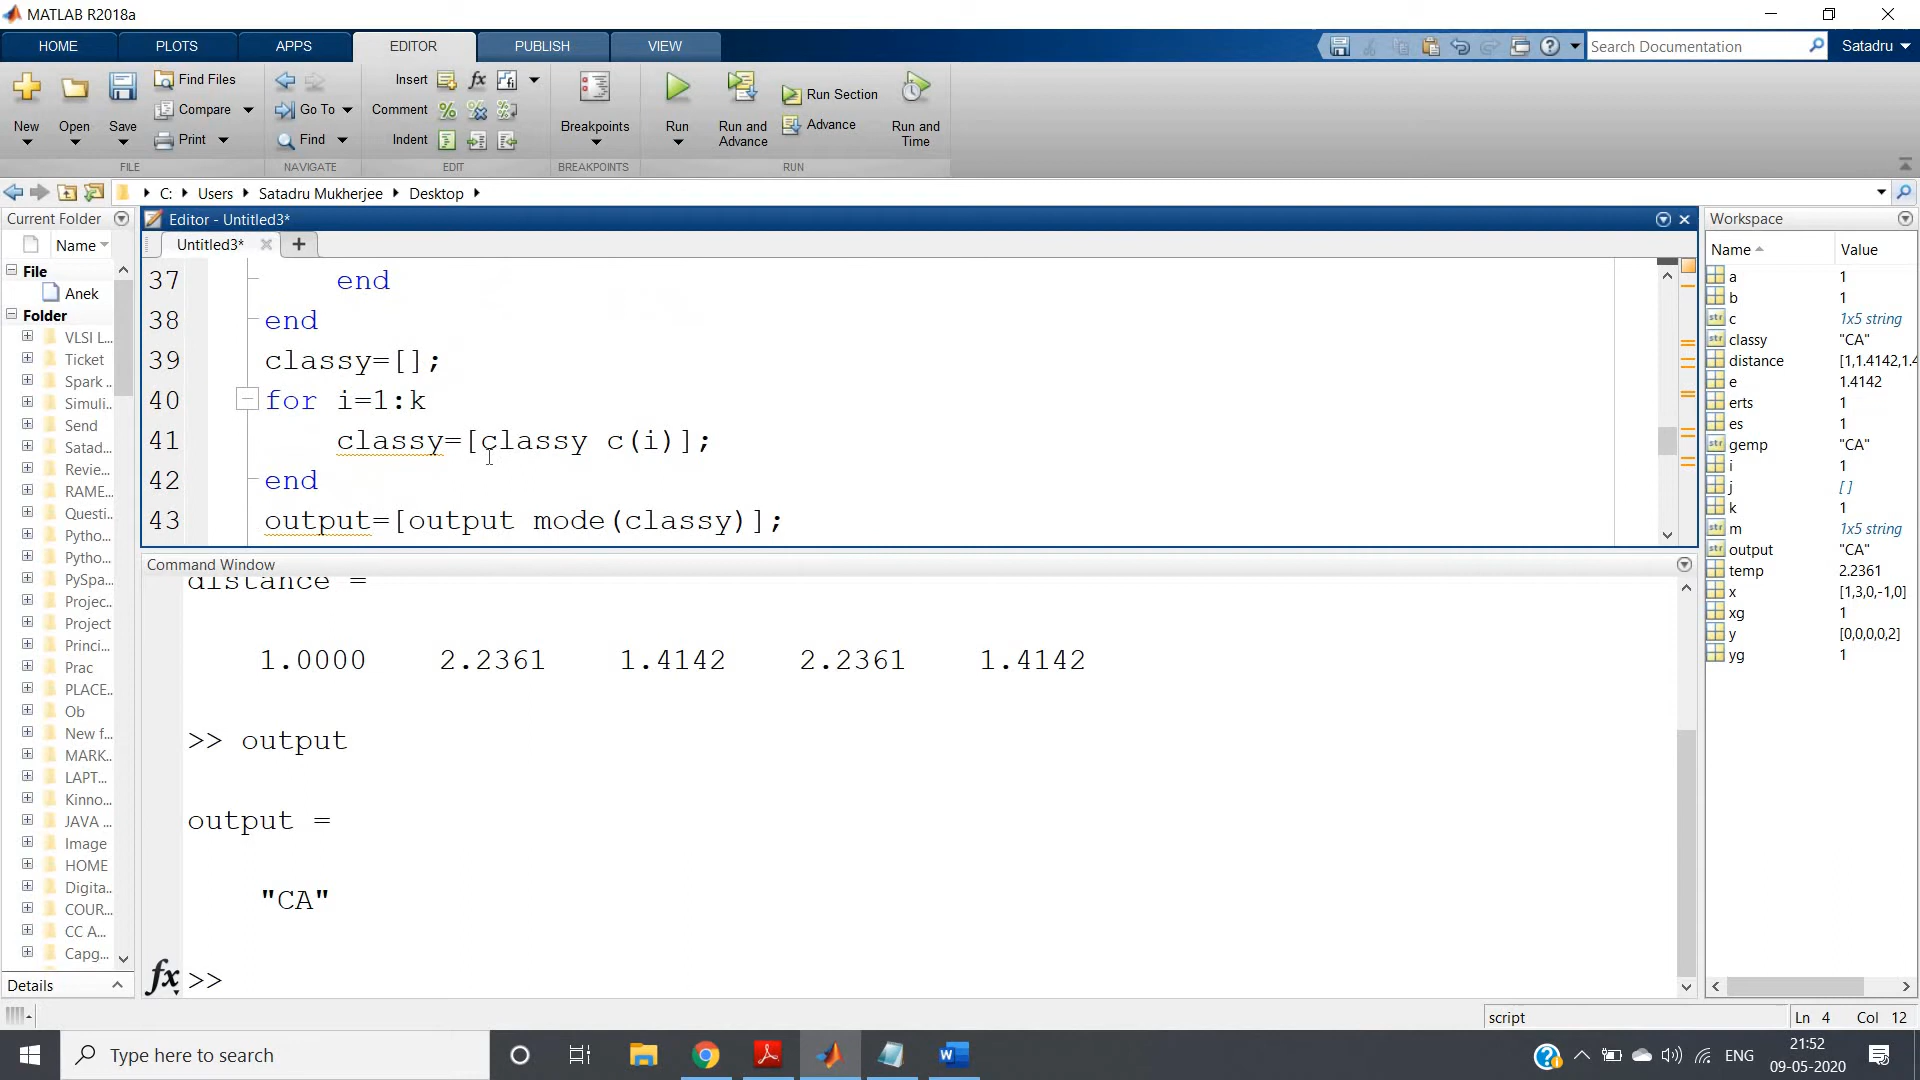 MATLAB R2018a
HOME PLOTS APPS EDITOR PUBLISH VIEW
Search Documentation Satadru
New Open Save Find Files Compare Print
Go To Find
Insert fx Comment Indent
Breakpoints Run Run and Advance Run Section Advance Run and Time
FILE NAVIGATE EDIT BREAKPOINTS RUN
C: Users Satadru Mukherjee Desktop
Current Folder
Name
File
Anek
Folder
VLSI L...
Ticket
Spark ..
Simuli...
Send
Satad...
Revie...
RAME...
Questi...
Pytho...
Pytho...
PySpa...
Projec...
Project
Princi...
Prac
PLACE...
Ob
New f...
MARK...
LAPT...
Kinno...
JAVA ...
Image
HOME
Digita...
COUR...
CC A...
Capg...
Details
Editor - Untitled3*
Untitled3*
37 end
38 end
39 classy=[];
40 for i=1:k
41 classy=[classy c(i)];
42 end
43 output=[output mode(classy)];
Command Window
distance =
1.0000 2.2361 1.4142 2.2361 1.4142
>> output
output =
"CA"
fx >>
Workspace
Name Value
a 1
b 1
c 1x5 string
classy "CA"
distance [1,1.4142,1.4
e 1.4142
erts 1
es 1
gemp "CA"
i 1
j []
k 1
m 1x5 string
output "CA"
temp 2.2361
x [1,3,0,-1,0]
xg 1
y [0,0,0,0,2]
yg 1
script Ln 4 Col 12
Type here to search
ENG 21:52
09-05-2020